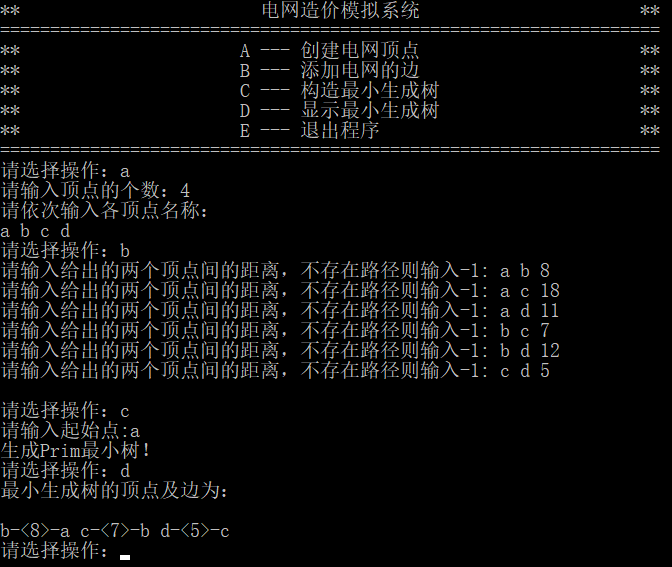 ** 电网造价模拟系统 **
==================================================================
** A --- 创建电网顶点 **
** B --- 添加电网的边 **
** C --- 构造最小生成树 **
** D --- 显示最小生成树 **
** E --- 退出程序 **
==================================================================
请选择操作: a
请输入顶点的个数: 4
请依次输入各顶点名称:
a b c d
请选择操作: b
请输入给出的两个顶点间的距离, 不存在路径则输入-1: a b 8
请输入给出的两个顶点间的距离, 不存在路径则输入-1: a c 18
请输入给出的两个顶点间的距离, 不存在路径则输入-1: a d 11
请输入给出的两个顶点间的距离, 不存在路径则输入-1: b c 7
请输入给出的两个顶点间的距离, 不存在路径则输入-1: b d 12
请输入给出的两个顶点间的距离, 不存在路径则输入-1: c d 5
请选择操作: c
请输入起始点:a
生成Prim最小树!
请选择操作: d
最小生成树的顶点及边为:
b-<8>-a c-<7>-b d-<5>-c
请选择操作: